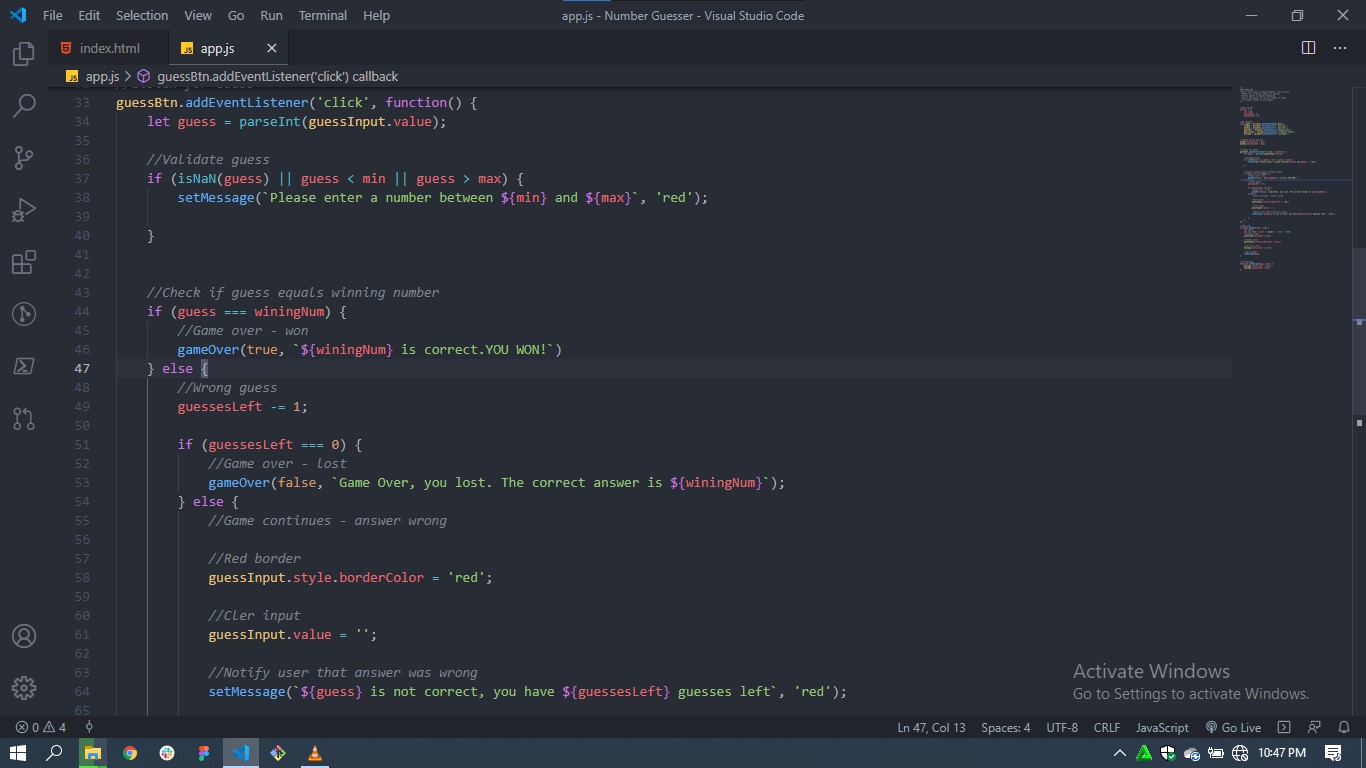 File Edit Selection View Go Run Terminal Help app.js - Number Guesser - Visual Studio Code
index.html app.js
app.js > guessBtn.addEventListener('click') callback
33 guessBtn.addEventListener('click', function() {
34 let guess = parseInt(guessInput.value);
35
36 //Validate guess
37 if (isNaN(guess) || guess < min || guess > max) {
38 setMessage(`Please enter a number between ${min} and ${max}`, 'red');
39
40 }
41
42
43 //Check if guess equals winning number
44 if (guess === winingNum) {
45 //Game over - won
46 gameOver(true, `${winingNum} is correct.YOU WON!`)
47 } else {
48 //Wrong guess
49 guessesLeft -= 1;
50
51 if (guessesLeft === 0) {
52 //Game over - lost
53 gameOver(false, `Game Over, you lost. The correct answer is ${winingNum}`);
54 } else {
55 //Game continues - answer wrong
56
57 //Red border
58 guessInput.style.borderColor = 'red';
59
60 //Cler input
61 guessInput.value = '';
62
63 //Notify user that answer was wrong
64 setMessage(`${guess} is not correct, you have ${guessesLeft} guesses left`, 'red');
65
Activate Windows
Go to Settings to activate Windows.
0 4 Ln 47, Col 13 Spaces: 4 UTF-8 CRLF JavaScript Go Live
10:47 PM